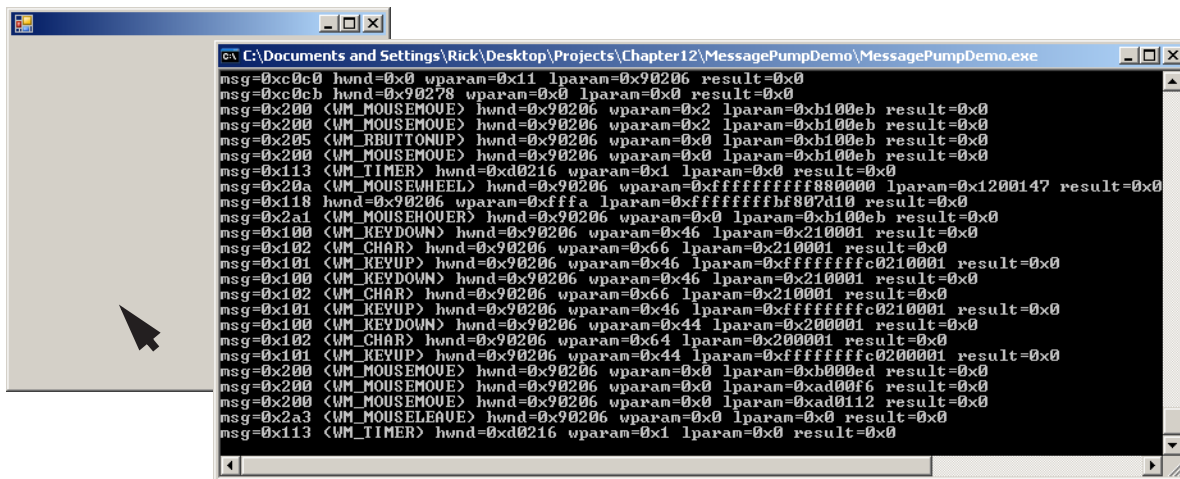 C:\Documents and Settings\Rick\Desktop\Projects\Chapter12\MessagePumpDemo\MessagePumpDemo.exe
msg=0xc0c0 hwnd=0x0 wparam=0x11 lparam=0x90206 result=0x0
msg=0xc0cb hwnd=0x90278 wparam=0x0 lparam=0x0 result=0x0
msg=0x200 (WM_MOUSEMOVE) hwnd=0x90206 wparam=0x2 lparam=0xb100eb result=0x0
msg=0x200 (WM_MOUSEMOVE) hwnd=0x90206 wparam=0x2 lparam=0xb100eb result=0x0
msg=0x205 (WM_RBUTTONUP) hwnd=0x90206 wparam=0x0 lparam=0xb100eb result=0x0
msg=0x200 (WM_MOUSEMOVE) hwnd=0x90206 wparam=0x0 lparam=0xb100eb result=0x0
msg=0x113 (WM_TIMER) hwnd=0xd0216 wparam=0x1 lparam=0x0 result=0x0
msg=0x20a (WM_MOUSEWHEEL) hwnd=0x90206 wparam=0xffffffffff880000 lparam=0x1200147 result=0x0
msg=0x118 hwnd=0x90206 wparam=0xfffa lparam=0xffffffffbf807d10 result=0x0
msg=0x2a1 (WM_MOUSEHOVER) hwnd=0x90206 wparam=0x0 lparam=0xb100eb result=0x0
msg=0x100 (WM_KEYDOWN) hwnd=0x90206 wparam=0x46 lparam=0x210001 result=0x0
msg=0x102 (WM_CHAR) hwnd=0x90206 wparam=0x66 lparam=0x210001 result=0x0
msg=0x101 (WM_KEYUP) hwnd=0x90206 wparam=0x46 lparam=0xffffffffc0210001 result=0x0
msg=0x100 (WM_KEYDOWN) hwnd=0x90206 wparam=0x46 lparam=0x210001 result=0x0
msg=0x102 (WM_CHAR) hwnd=0x90206 wparam=0x66 lparam=0x210001 result=0x0
msg=0x101 (WM_KEYUP) hwnd=0x90206 wparam=0x46 lparam=0xffffffffc0210001 result=0x0
msg=0x100 (WM_KEYDOWN) hwnd=0x90206 wparam=0x44 lparam=0x200001 result=0x0
msg=0x102 (WM_CHAR) hwnd=0x90206 wparam=0x64 lparam=0x200001 result=0x0
msg=0x101 (WM_KEYUP) hwnd=0x90206 wparam=0x44 lparam=0xffffffffc0200001 result=0x0
msg=0x200 (WM_MOUSEMOVE) hwnd=0x90206 wparam=0x0 lparam=0xb000ed result=0x0
msg=0x200 (WM_MOUSEMOVE) hwnd=0x90206 wparam=0x0 lparam=0xad00f6 result=0x0
msg=0x200 (WM_MOUSEMOVE) hwnd=0x90206 wparam=0x0 lparam=0xad0112 result=0x0
msg=0x2a3 (WM_MOUSELEAVE) hwnd=0x90206 wparam=0x0 lparam=0x0 result=0x0
msg=0x113 (WM_TIMER) hwnd=0xd0216 wparam=0x1 lparam=0x0 result=0x0